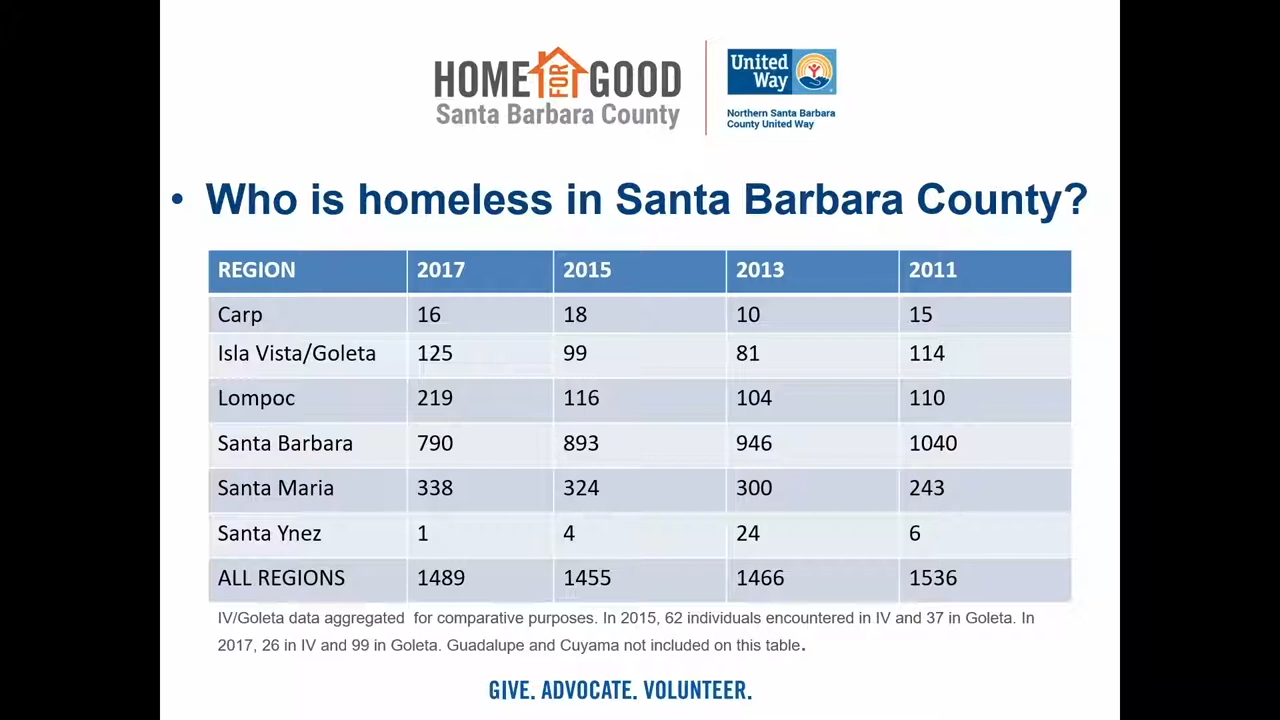 HOME FOR GOOD
Santa Barbara County
United
Way
Northern Santa Barbara
County United Way
• Who is homeless in Santa Barbara County?
REGION 2017 2015 2013 2011
Carp 16 18 10 15
Isla Vista/Goleta 125 99 81 114
Lompoc 219 116 104 110
Santa Barbara 790 893 946 1040
Santa Maria 338 324 300 243
Santa Ynez 1 4 24 6
ALL REGIONS 1489 1455 1466 1536
IV/Goleta data aggregated for comparative purposes. In 2015, 62 individuals encountered in IV and 37 in Goleta. In
2017, 26 in IV and 99 in Goleta. Guadalupe and Cuyama not included on this table.
GIVE. ADVOCATE. VOLUNTEER.